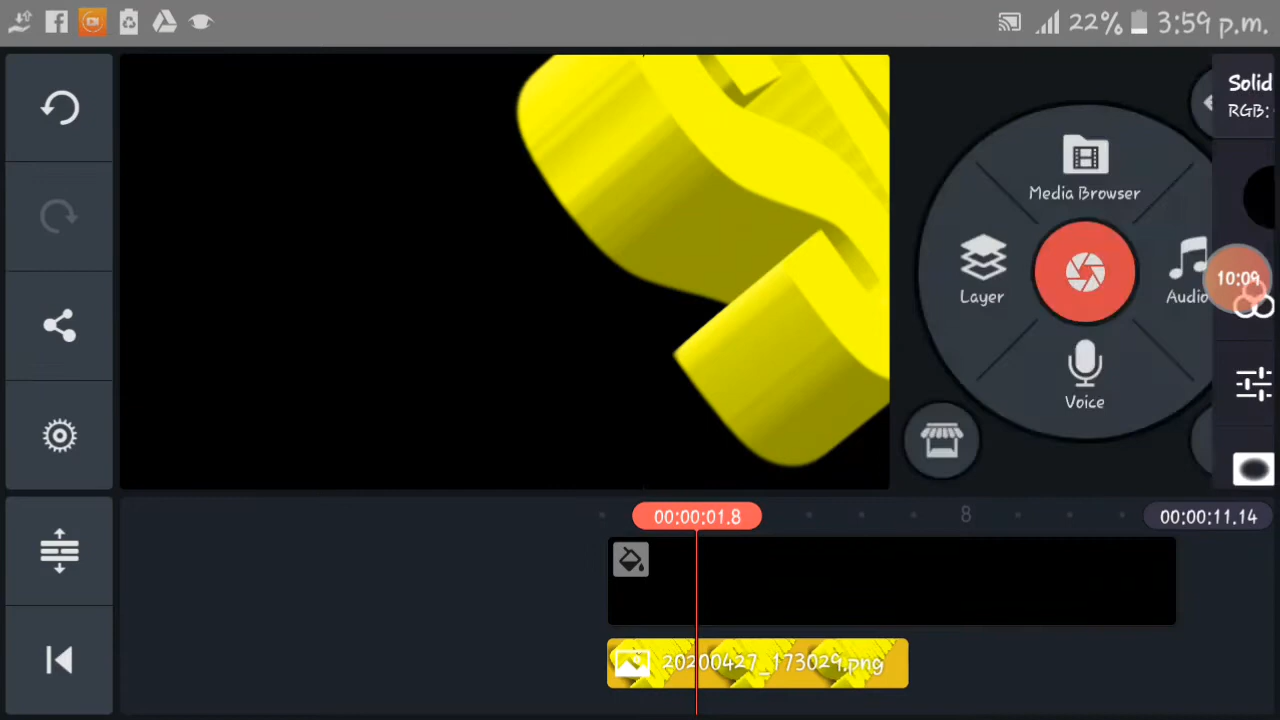 22% 3:59 p.m.
Solid
RGB:
Media Browser
Layer
Audio
10:09
Voice
00:00:01.8
8
00:00:11.14
20200427_173029.png